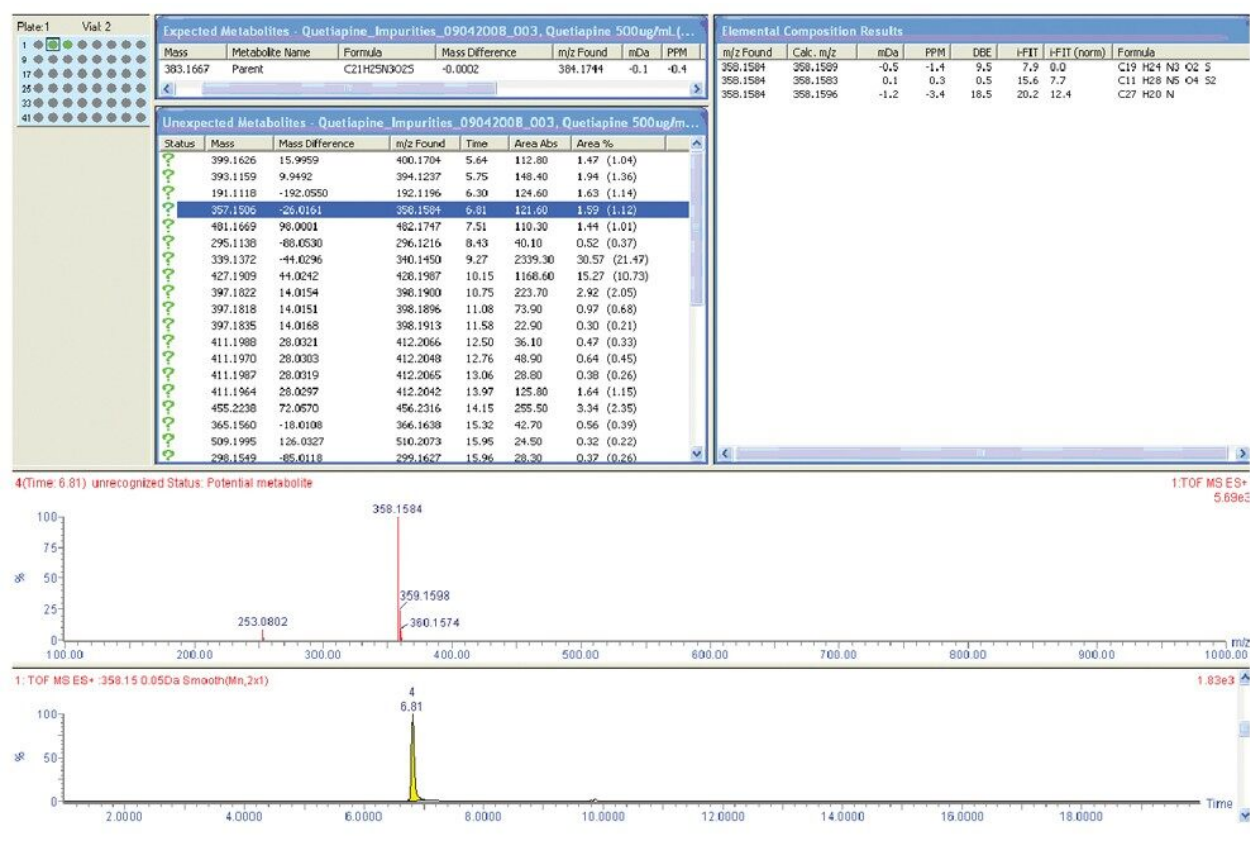 Plate:1 Vial: 2
1
9
17
25
33
41
Expected Metabolites - Quetiapine_Impurities_09042008_003, Quetiapine 500ug/mL(...
Mass Metabolite Name Formula Mass Difference m/z Found mDa PPM
383.1667 Parent C21H25N3O2S -0.0002 384.1744 -0.1 -0.4
Unexpected Metabolites - Quetiapine_Impurities_09042008_003, Quetiapine 500ug/m...
Status Mass Mass Difference m/z Found Time Area Abs Area %
? 399.1626 15.9959 400.1704 5.64 112.80 1.47 (1.04)
? 393.1159 9.9492 394.1237 5.75 148.40 1.94 (1.36)
? 191.1118 -192.0550 192.1196 6.30 124.60 1.63 (1.14)
? 357.1506 -26.0161 358.1584 6.81 121.60 1.59 (1.12)
? 481.1669 98.0001 482.1747 7.51 110.30 1.44 (1.01)
? 295.1138 -88.0530 296.1216 8.43 40.10 0.52 (0.37)
? 339.1372 -44.0296 340.1450 9.27 2339.30 30.57 (21.47)
? 427.1909 44.0242 428.1987 10.15 1168.60 15.27 (10.73)
? 397.1822 14.0154 398.1900 10.75 223.70 2.92 (2.05)
? 397.1818 14.0151 398.1896 11.08 73.90 0.97 (0.68)
? 397.1835 14.0168 398.1913 11.58 22.90 0.30 (0.21)
? 411.1988 28.0321 412.2066 12.50 36.10 0.47 (0.33)
? 411.1970 28.0303 412.2048 12.76 48.90 0.64 (0.45)
? 411.1987 28.0319 412.2065 13.06 28.80 0.38 (0.26)
? 411.1964 28.0297 412.2042 13.97 125.80 1.64 (1.15)
? 455.2238 72.0570 456.2316 14.15 255.50 3.34 (2.35)
? 365.1560 -18.0108 366.1638 15.32 42.70 0.56 (0.39)
? 509.1995 126.0327 510.2073 15.95 24.50 0.32 (0.22)
? 298.1549 -85.0118 299.1627 15.96 28.30 0.37 (0.26)
Elemental Composition Results
m/z Found Calc. m/z mDa PPM DBE i-FIT i-FIT (norm) Formula
358.1584 358.1589 -0.5 -1.4 9.5 7.9 0.0 C19 H24 N3 O2 S
358.1584 358.1583 0.1 0.3 0.5 15.6 7.7 C11 H28 N5 O4 S2
358.1584 358.1596 -1.2 -3.4 18.5 20.2 12.4 C27 H20 N
4(Time: 6.81) unrecognized Status: Potential metabolite
1:TOF MS ES+
5.69e3
358.1584
100
75
% 50
359.1598
25
253.0802 360.1574
0
m/z
100.00 200.00 300.00 400.00 500.00 600.00 700.00 800.00 900.00 1000.00
1: TOF MS ES+ :358.15 0.05Da Smooth(Mn,2x1) 1.83e3
4
6.81
100
% 50
0
Time
2.0000 4.0000 6.0000 8.0000 10.0000 12.0000 14.0000 16.0000 18.0000